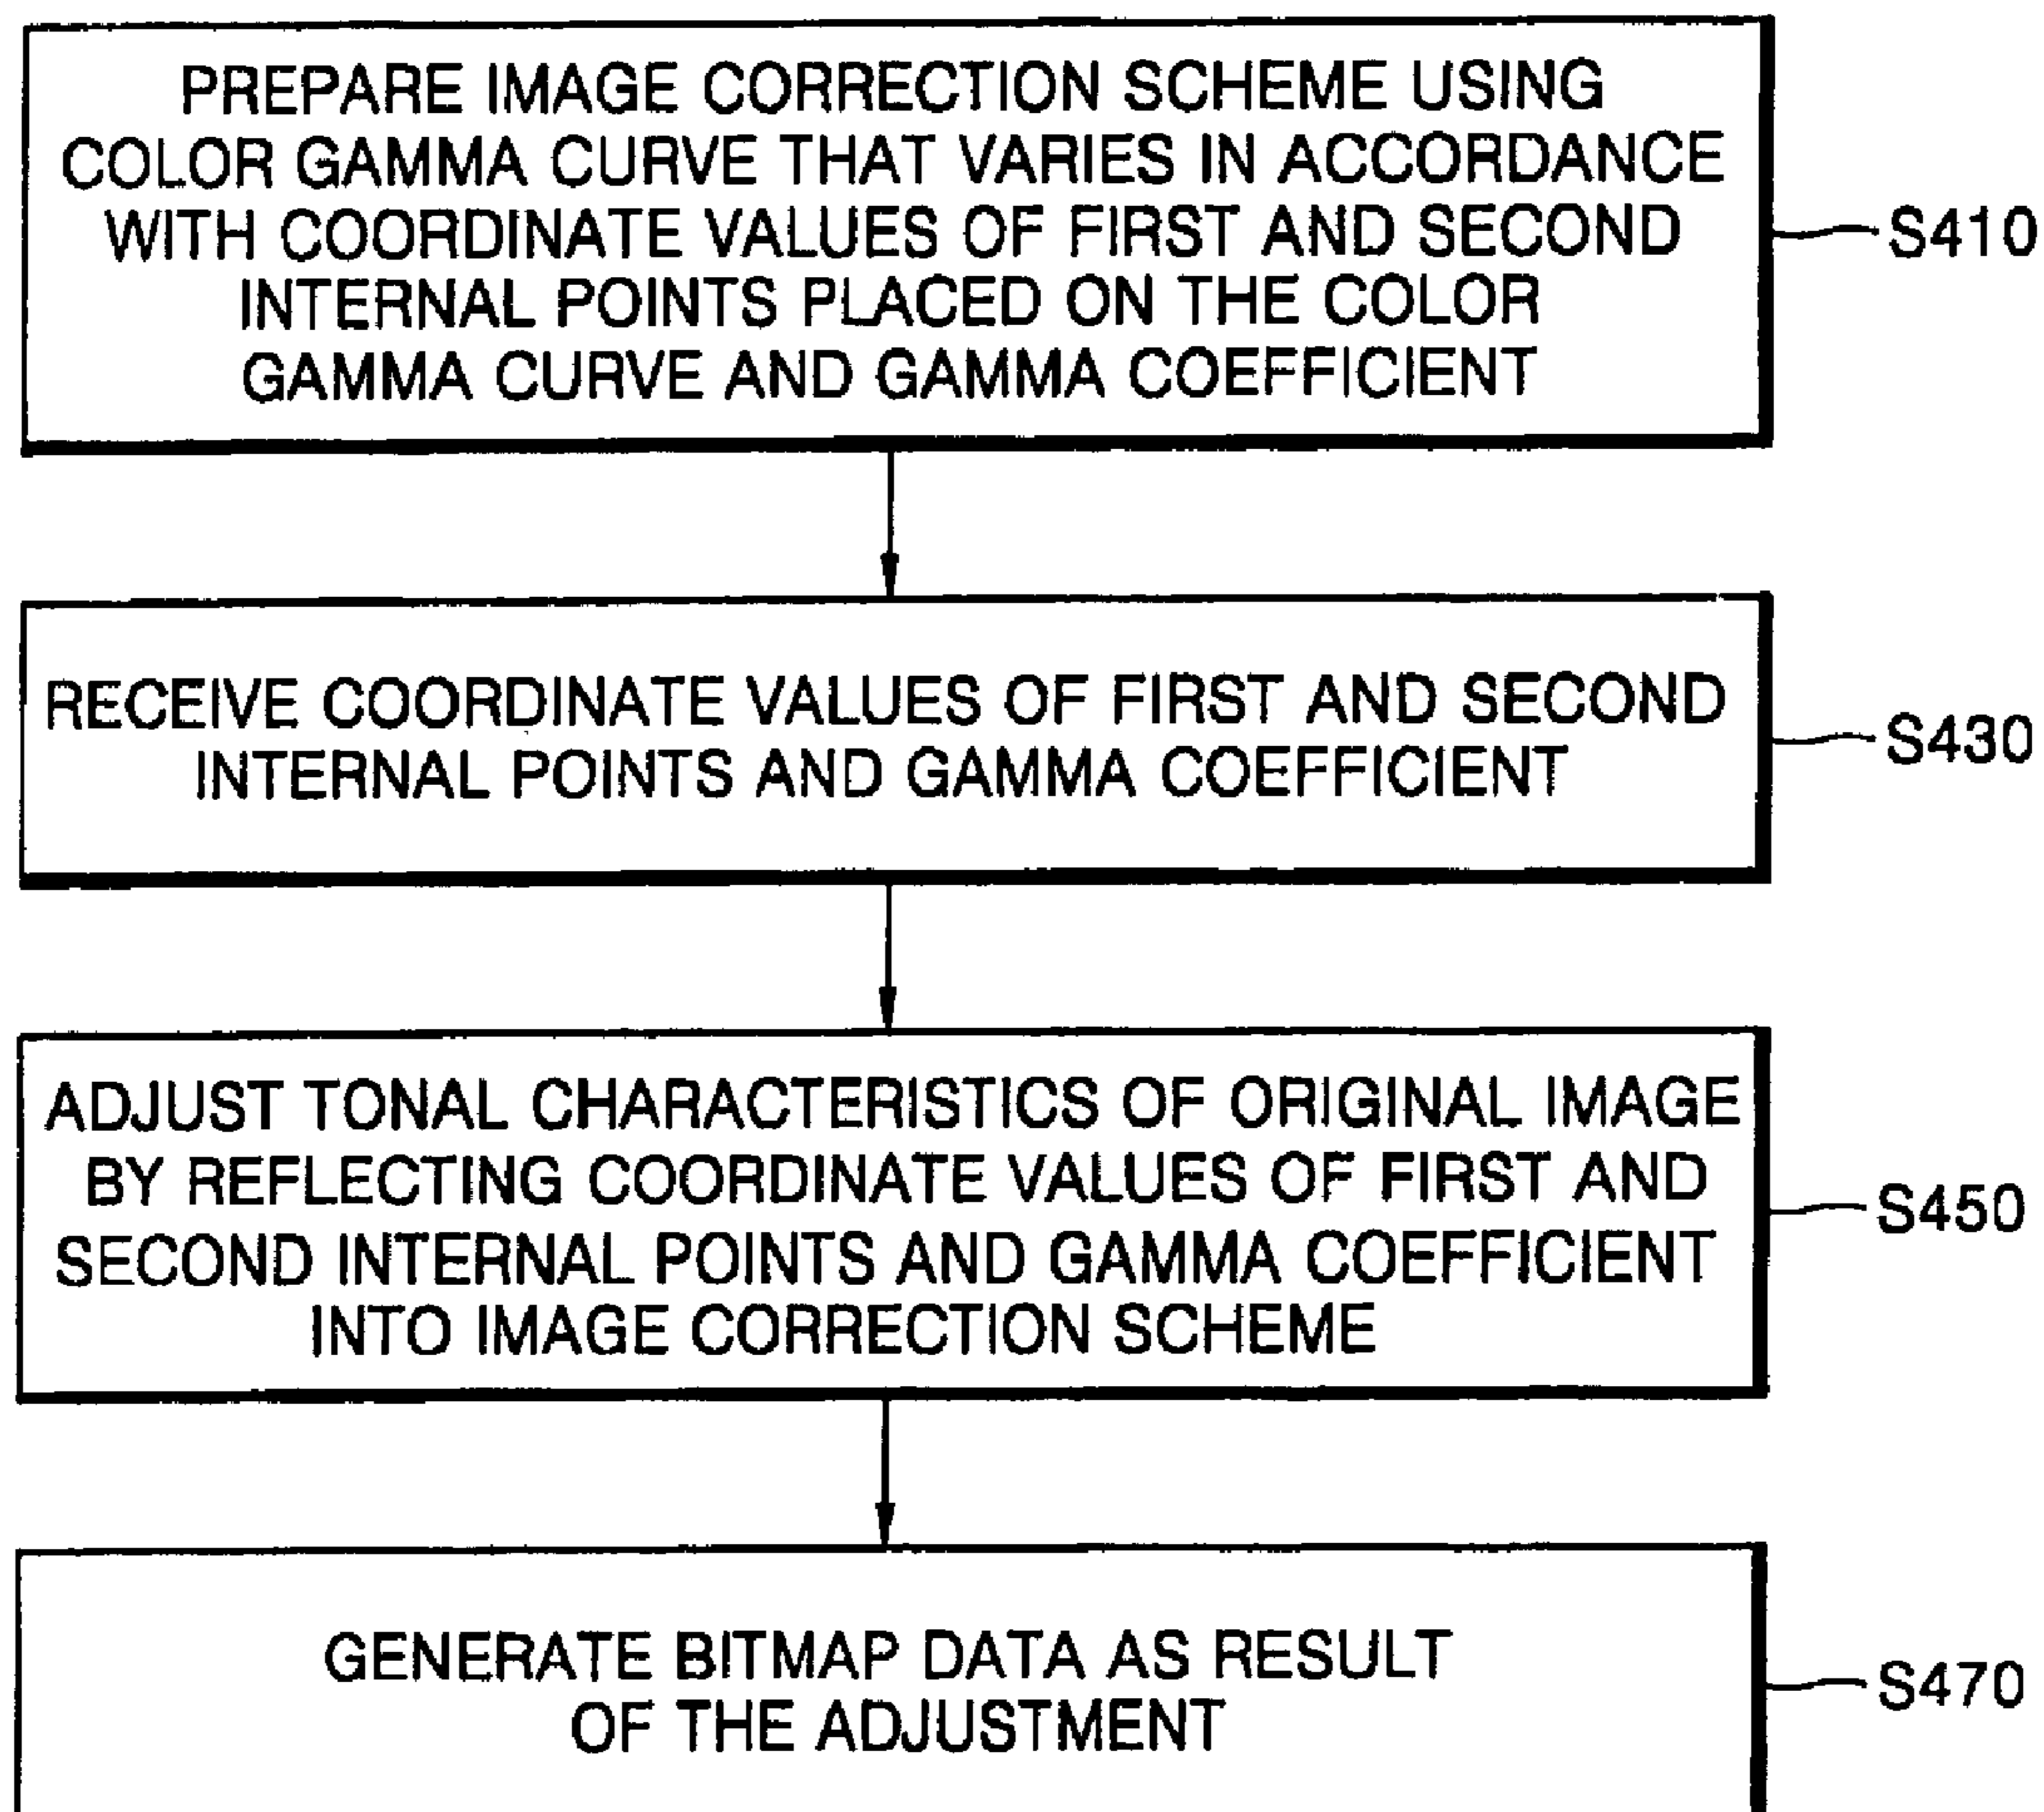 PREPARE IMAGE CORRECTION SCHEME USING
COLOR GAMMA CURVE THAT VARIES IN ACCORDANCE
WITH COORDINATE VALUES OF FIRST AND SECOND
INTERNAL POINTS PLACED ON THE COLOR
GAMMA CURVE AND GAMMA COEFFICIENT
S410
RECEIVE COORDINATE VALUES OF FIRST AND SECOND
INTERNAL POINTS AND GAMMA COEFFICIENT
S430
ADJUST TONAL CHARACTERISTICS OF ORIGINAL IMAGE
BY REFLECTING COORDINATE VALUES OF FIRST AND
SECOND INTERNAL POINTS AND GAMMA COEFFICIENT
INTO IMAGE CORRECTION SCHEME
S450
GENERATE BITMAP DATA AS RESULT
OF THE ADJUSTMENT
S470